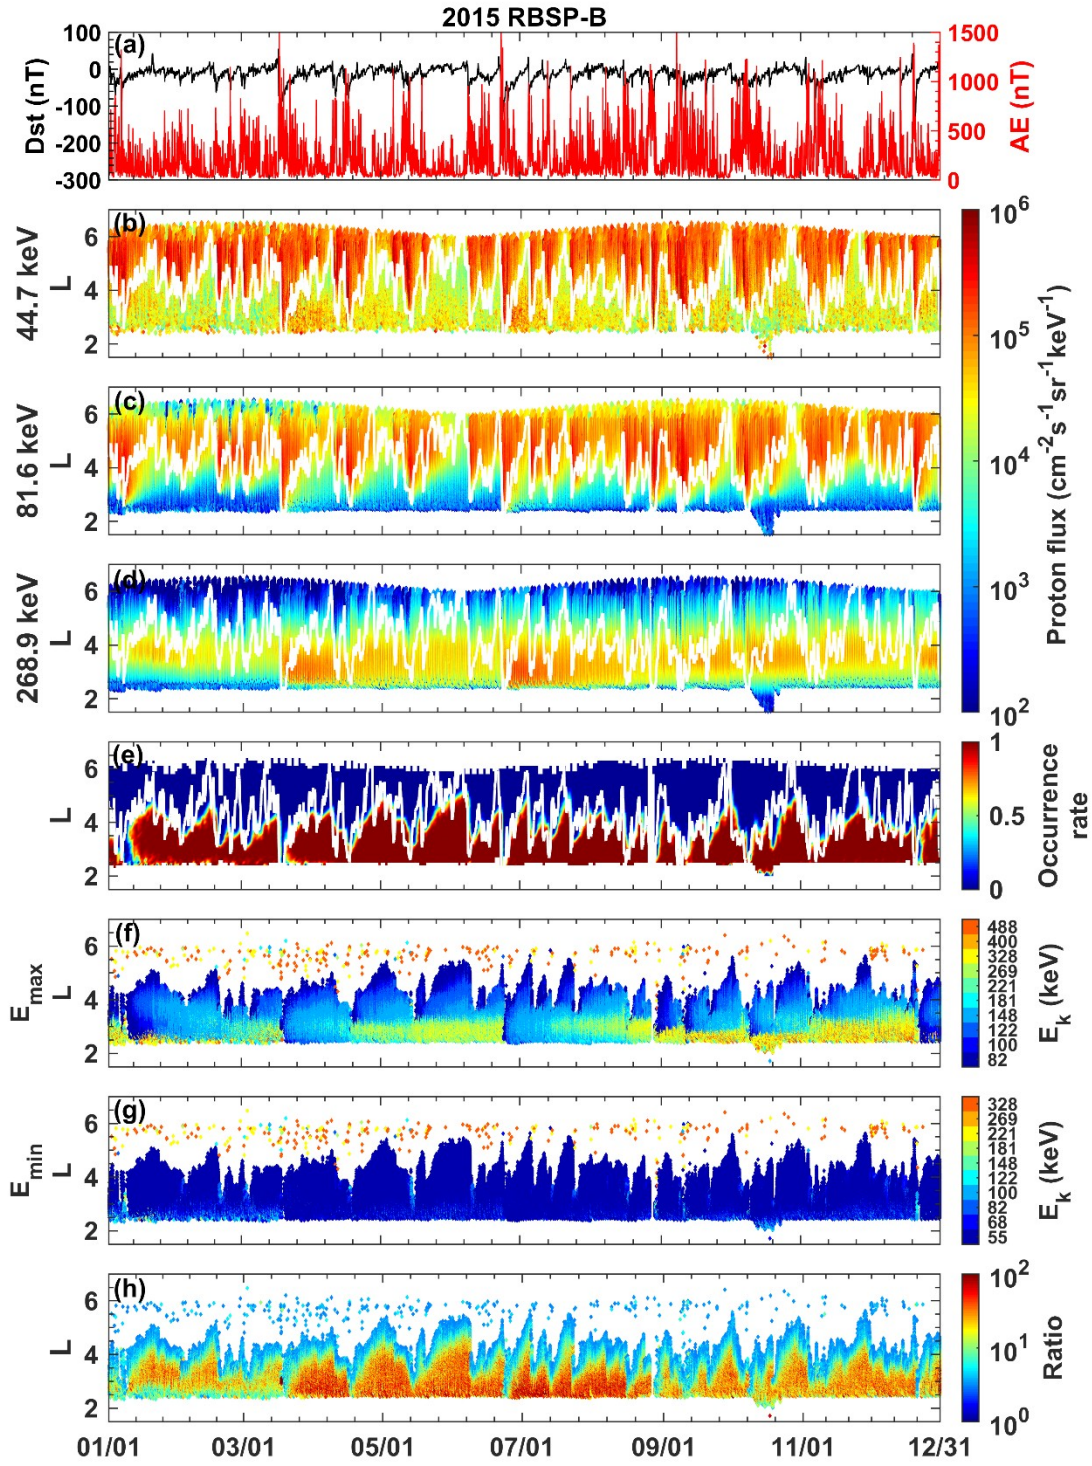 2015 RBSP-B
(a)
Dst (nT)
100
0
-100
-200
-300
1500
1000
500
0
AE (nT)
(b)
44.7 keV
L
6
4
2
(c)
81.6 keV
L
6
4
2
(d)
268.9 keV
L
6
4
2
10^6
10^5
10^4
10^3
10^2
Proton flux (cm^-2 s^-1 sr^-1 keV^-1)
(e)
L
6
4
2
1
0.5
0
Occurrence
rate
(f)
E_max
L
6
4
2
488
400
328
269
221
181
148
122
100
82
E_k (keV)
(g)
E_min
L
6
4
2
328
269
221
181
148
122
100
82
68
55
E_k (keV)
(h)
L
6
4
2
10^2
10^1
10^0
Ratio
01/01 03/01 05/01 07/01 09/01 11/01 12/31